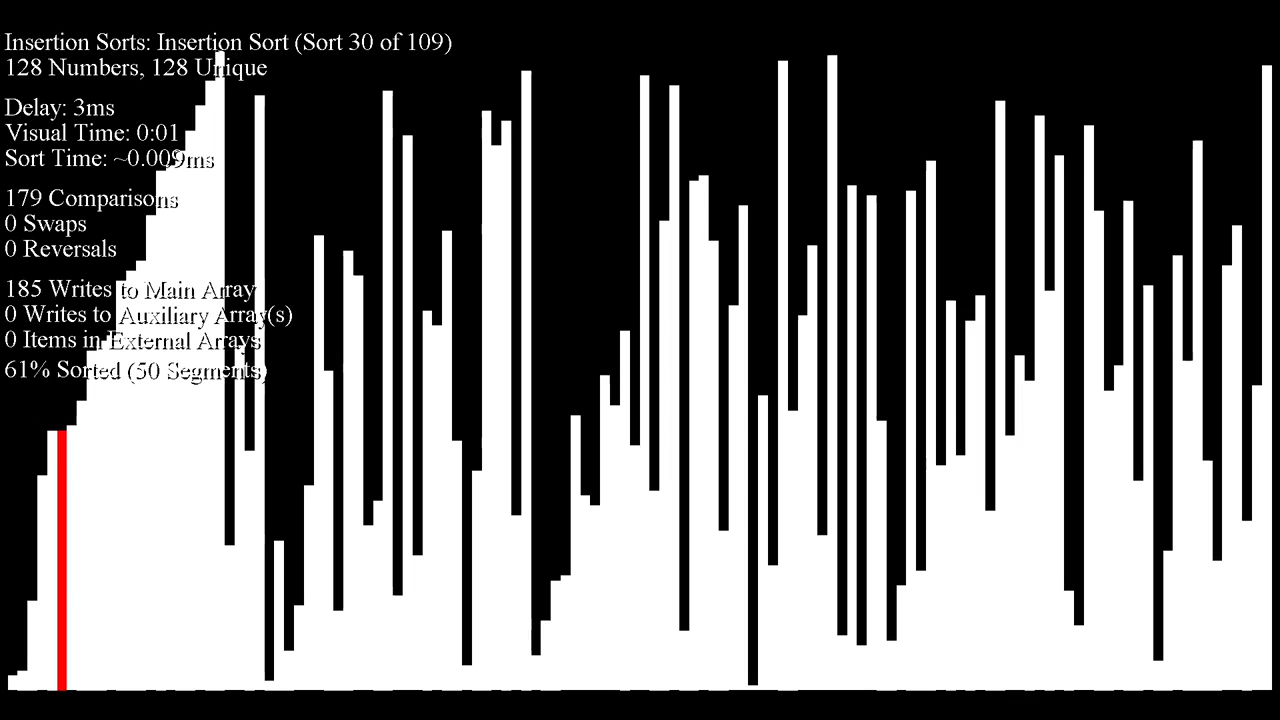 Insertion Sorts: Insertion Sort (Sort 30 of 109)
128 Numbers, 128 Unique
Delay: 3ms
Visual Time: 0:01
Sort Time: ~0.009ms
179 Comparisons
0 Swaps
0 Reversals
185 Writes to Main Array
0 Writes to Auxiliary Array(s)
0 Items in External Arrays
61% Sorted (50 Segments)